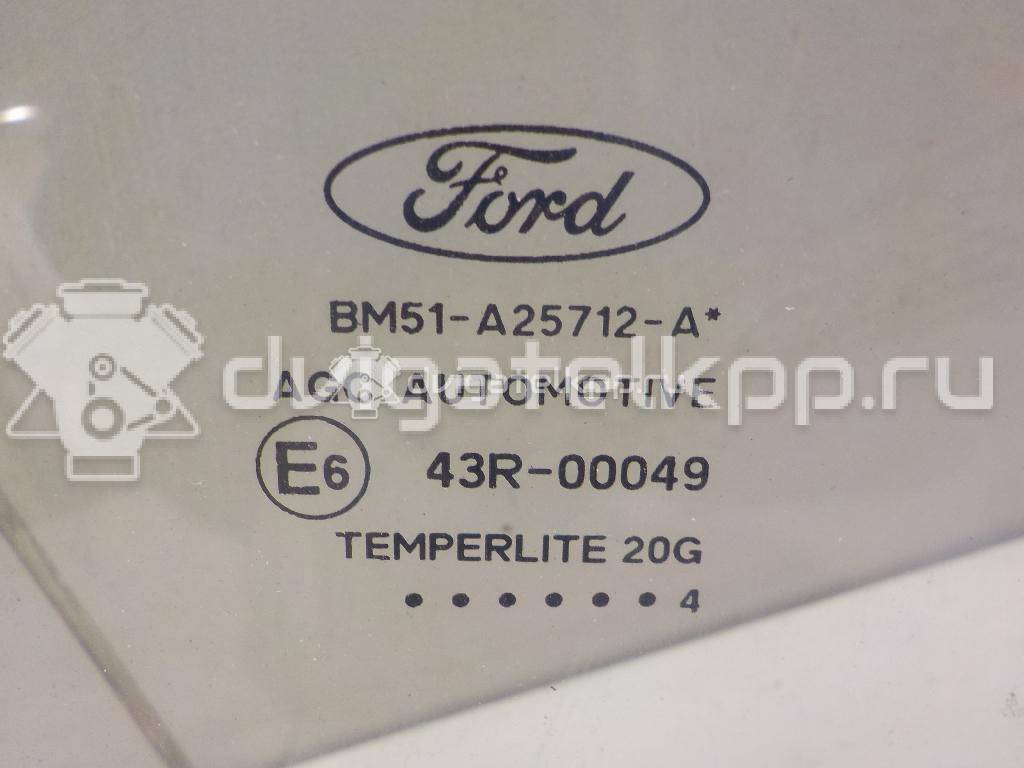 Ford
BM51-A25712-A*
dvigatelkpp.ru
AGC AUTOMOTIVE
E6 43R-00049
TEMPERLITE 20G
● ● ● ● ● ● 4